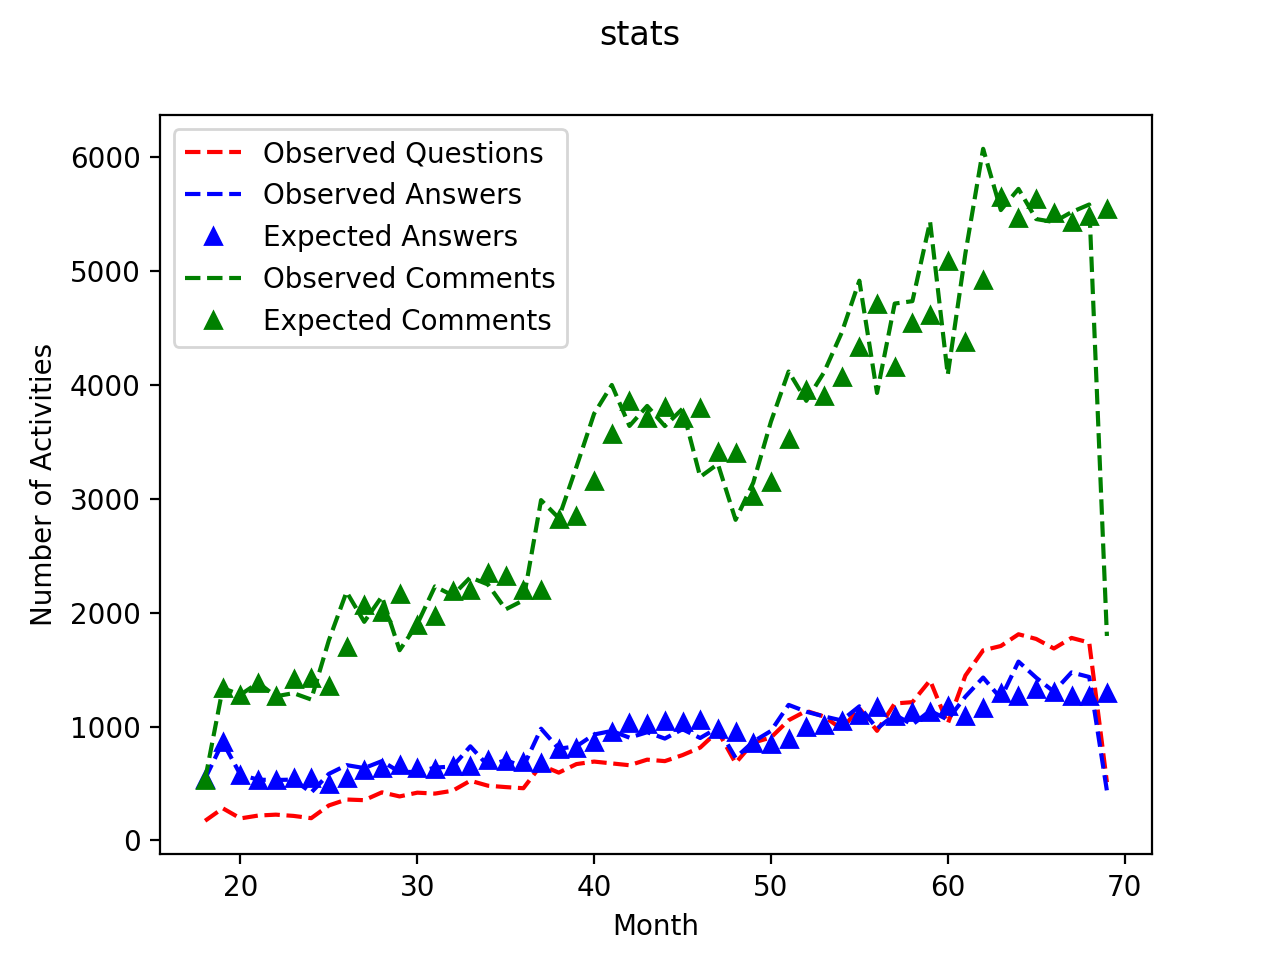 stats
Observed Questions
Observed Answers
Expected Answers
Observed Comments
Expected Comments
6000
5000
4000
3000
2000
1000
0
Number of Activities
20 30 40 50 60 70
Month